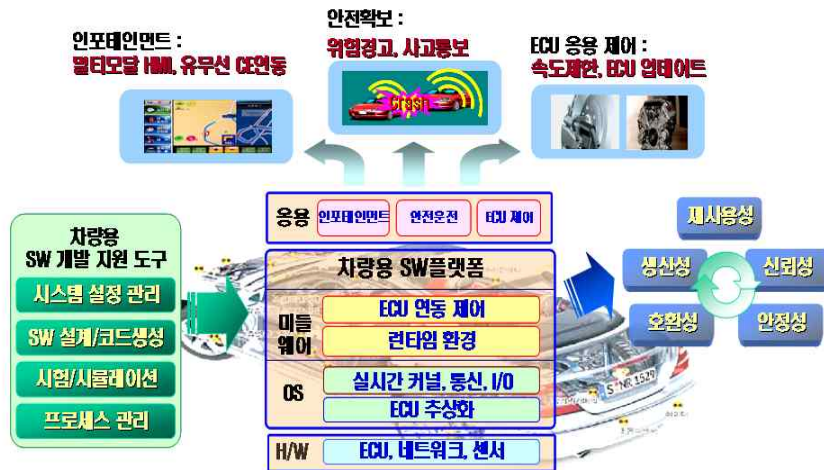 인포테인먼트 :
멀티모달 HMI, 유무선 CE연동
안전확보 :
위험경고, 사고통보
ECU 응용 제어 :
속도제한, ECU 업데이트
Crash
응용
인포테인먼트
안전운전
ECU 제어
차량용
SW 개발 지원 도구
시스템 설정 관리
SW 설계/코드생성
시험/시뮬레이션
프로세스 관리
차량용 SW플랫폼
미들
웨어
ECU 연동 제어
런타임 환경
OS
실시간 커널, 통신, I/O
ECU 추상화
H/W
ECU, 네트워크, 센서
재사용성
생산성
신뢰성
호환성
안정성
S NR 1529